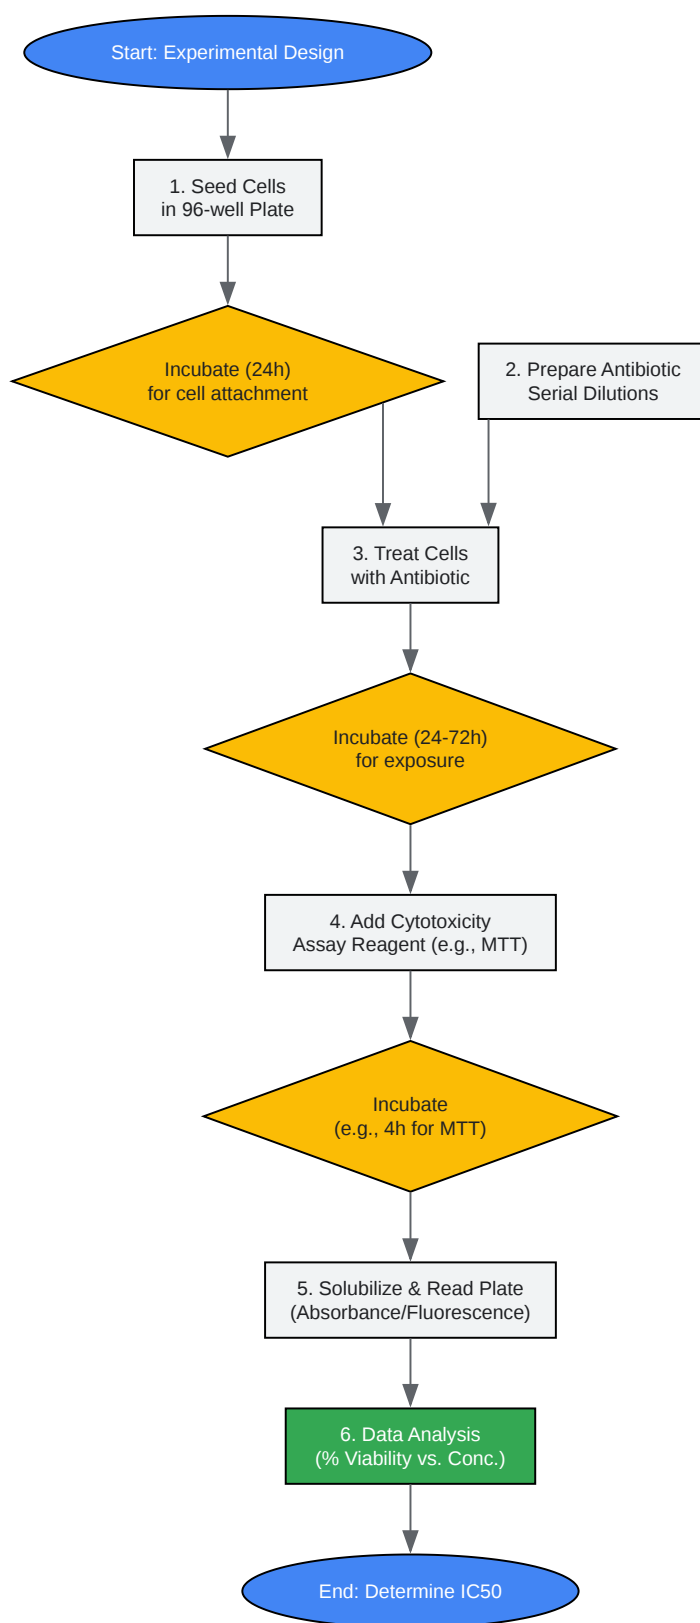 Start: Experimental Design
1. Seed Cells
in 96-well Plate
Incubate (24h)
for cell attachment
2. Prepare Antibiotic
Serial Dilutions
3. Treat Cells
with Antibiotic
Incubate (24-72h)
for exposure
4. Add Cytotoxicity
Assay Reagent (e.g., MTT)
Incubate
(e.g., 4h for MTT)
5. Solubilize & Read Plate
(Absorbance/Fluorescence)
6. Data Analysis
(% Viability vs. Conc.)
End: Determine IC50